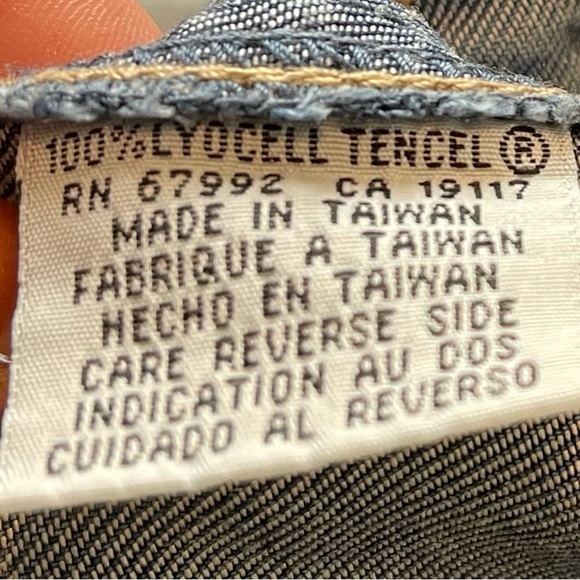 100% LYOCELL TENCEL®
RN 67992 CA 19117
MADE IN TAIWAN
FABRIQUE A TAIWAN
HECHO EN TAIWAN
CARE REVERSE SIDE
INDICATION AU DOS
CUIDADO AL REVERSO